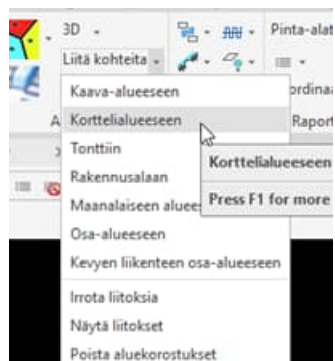 3D
Liitä kohteita
Pinta-alat
Kaava-alueeseen
Korttelialueeseen
Tonttiin
Rakennusalaan
Maanalaiseen
Osa-alueeseen
Kevyen liikenteen osa-alueeseen
Irrota liitoksia
Näytä liitokset
Poista aluekorostukset
Raport
Korttelialueeseen
Press F1 for more